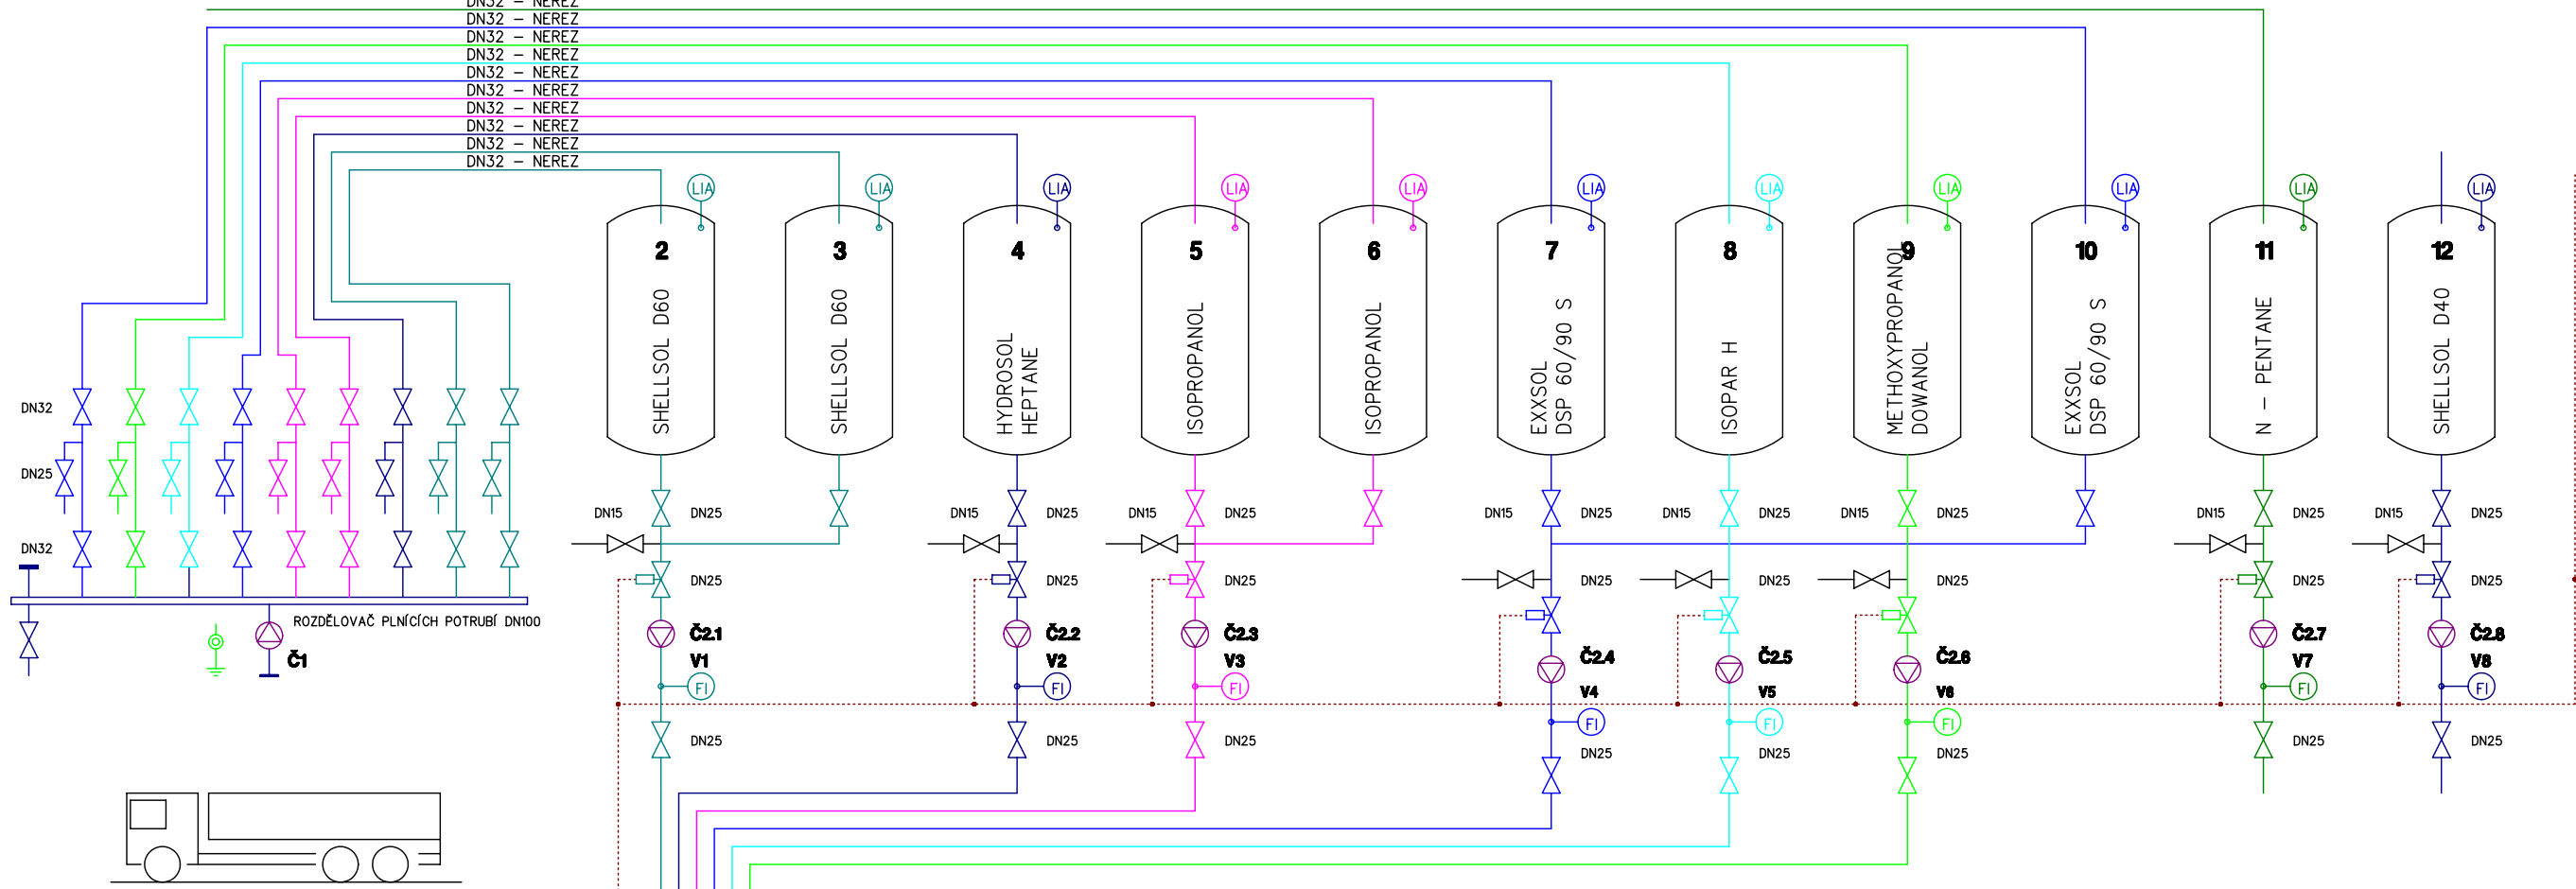 DN32 – NEREZ
DN32 – NEREZ
DN32 – NEREZ
DN32 – NEREZ
DN32 – NEREZ
DN32 – NEREZ
DN32 – NEREZ
DN32 – NEREZ
DN32 – NEREZ
DN32 – NEREZ
LIA LIA LIA LIA LIA LIA LIA LIA LIA LIA LIA
2 3 4 5 6 7 8 9 10 11 12
SHELLSOL D60
SHELLSOL D60
HYDROSOL
HEPTANE
ISOPROPANOL
ISOPROPANOL
EXXSOL
DSP 60/90 S
ISOPAR H
METHOXYPROPANOL
DOWANOL
EXXSOL
DSP 60/90 S
N – PENTANE
SHELLSOL D40
DN32
DN25
DN32
DN15 DN25 DN15 DN25 DN15 DN25 DN15 DN25 DN15 DN25 DN15 DN25 DN15 DN25 DN15 DN25
DN25 DN25 DN25 DN25 DN25
ROZDĚLOVAČ PLNÍCÍCH POTRUBÍ DN100
Č1
Č2.1 Č2.2 Č2.3 Č2.4 Č2.5 Č2.6 Č2.7 Č2.8
V1 V2 V3 V4 V5 V6 V7 V8
FI FI FI FI FI FI FI FI
DN25 DN25 DN25 DN25 DN25 DN25 DN25 DN25